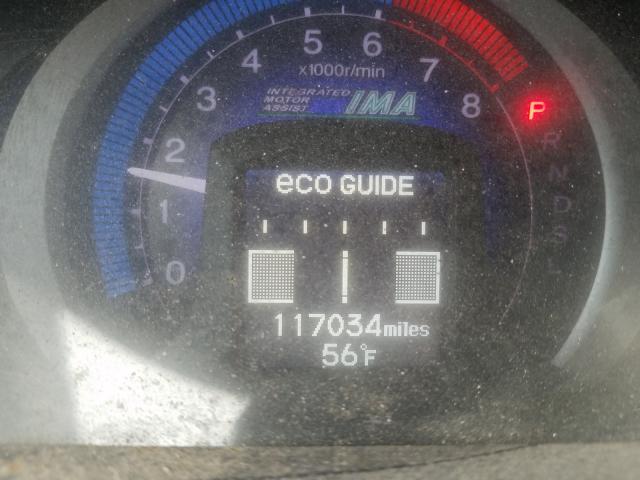 5 6
4 x1000r/min 7
3 INTEGRATED MOTOR ASSIST IMA 8 P
2 R
eco GUIDE N
1 D
S
0 L
117034miles
56°F